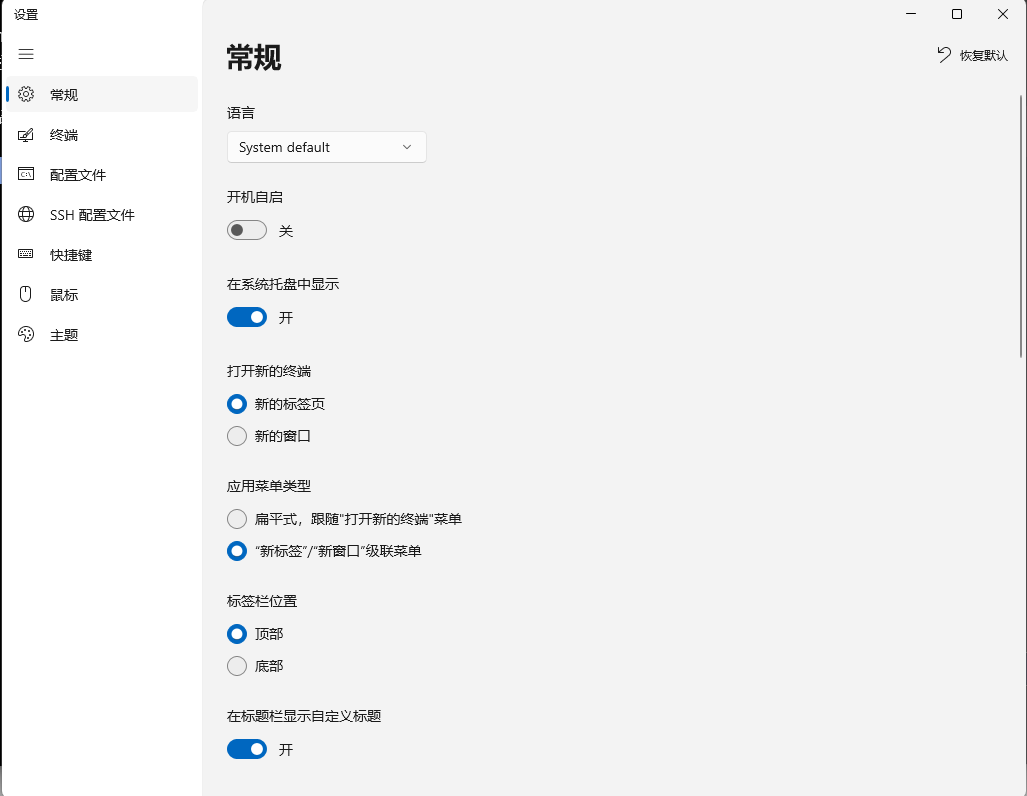 设置
常规
终端
配置文件
SSH 配置文件
快捷键
鼠标
主题
常规
恢复默认
语言
System default
开机自启
关
在系统托盘中显示
开
打开新的终端
新的标签页
新的窗口
应用菜单类型
扁平式，跟随"打开新的终端"菜单
“新标签”/“新窗口”级联菜单
标签栏位置
顶部
底部
在标题栏显示自定义标题
开